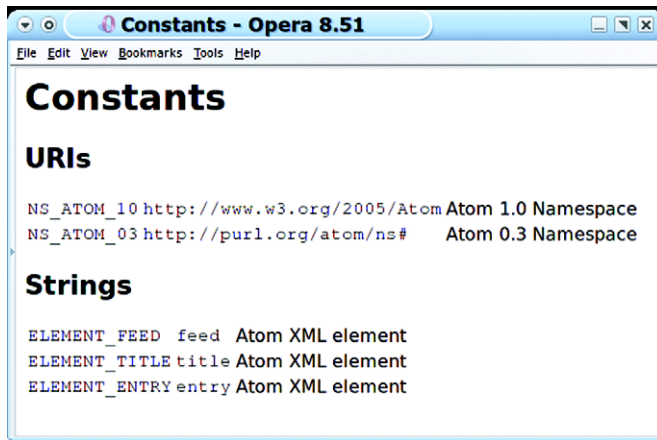 Constants - Opera 8.51
File Edit View Bookmarks Tools Help
Constants
URIs
NS_ATOM_10 http://www.w3.org/2005/Atom Atom 1.0 Namespace
NS_ATOM_03 http://purl.org/atom/ns# Atom 0.3 Namespace
Strings
ELEMENT_FEED feed Atom XML element
ELEMENT_TITLE title Atom XML element
ELEMENT_ENTRY entry Atom XML element